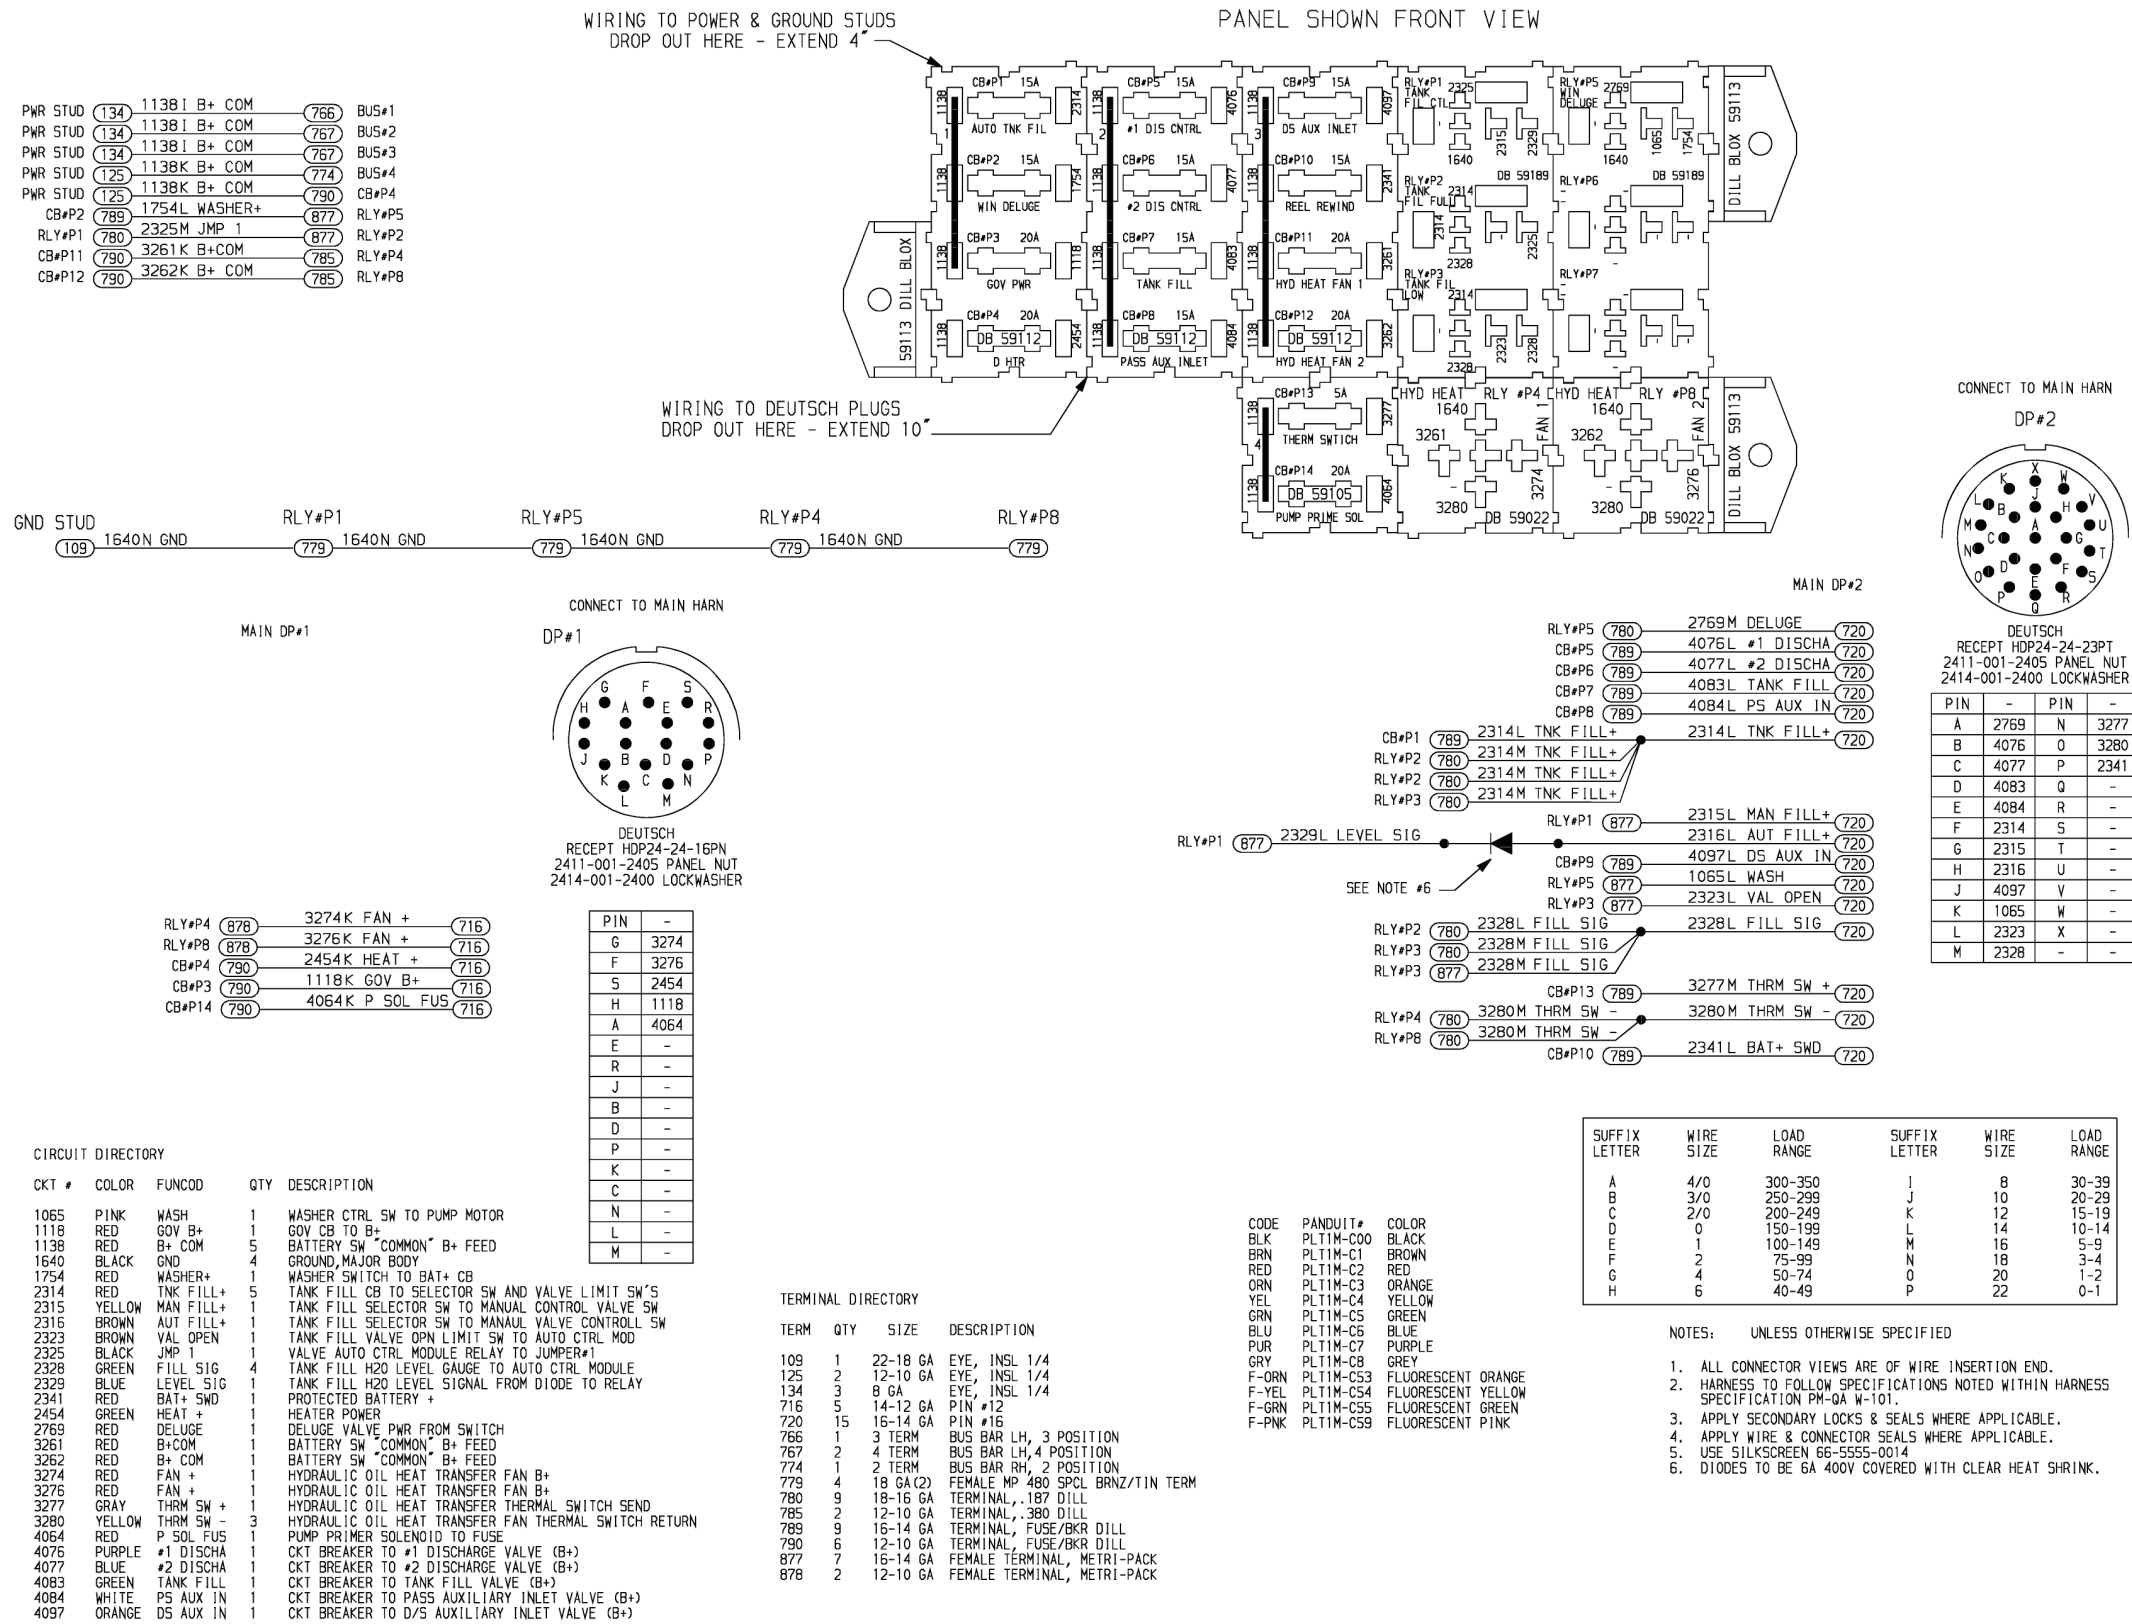 WIRING TO POWER & GROUND STUDS
DROP OUT HERE - EXTEND 4"
PANEL SHOWN FRONT VIEW
PWR STUD 134 1138I B+ COM 766 BUS#1
PWR STUD 134 1138I B+ COM 767 BUS#2
PWR STUD 134 1138I B+ COM 767 BUS#3
PWR STUD 125 1138K B+ COM 774 BUS#4
PWR STUD 125 1138K B+ COM 790 CB#P4
CB#P2 789 1754L WASHER+ 877 RLY#P5
RLY#P1 780 2325M JMP 1 877 RLY#P2
CB#P11 790 3261K B+COM 785 RLY#P4
CB#P12 790 3262K B+ COM 785 RLY#P8
59113 DILL BLOX
CB#P1 15A
1138 2314
AUTO TNK FIL
1
CB#P2 15A
1138 1754
WIN DELUGE
CB#P3 20A
1138 1118
GOV PWR
CB#P4 20A
1138 DB 59112 2454
D HTR
CB#P5 15A
1138 4076
#1 DIS CNTRL
2
CB#P6 15A
1138 4077
#2 DIS CNTRL
CB#P7 15A
1138 4083
TANK FILL
CB#P8 15A
1138 DB 59112 4084
PASS AUX INLET
CB#P9 15A
1138 4097
DS AUX INLET
3
CB#P10 15A
1138 2341
REEL REWIND
CB#P11 20A
1138 3261
HYD HEAT FAN 1
CB#P12 20A
1138 DB 59112 3262
HYD HEAT FAN 2
CB#P13 5A
1138 3277
THERM SWTICH
4
CB#P14 20A
1138 DB 59105 4064
PUMP PRIME SOL
RLY#P1
TANK
FIL CTL
2325
- 2315 2329
1640
DB 59189
RLY#P2
TANK
FIL FULL
2314
2314 - 2325
2328
RLY#P3
TANK FIL
LOW
2314
- 2323 2328
2328
RLY#P5
WIN
DELUGE
2769
- 1065 1754
1640
DB 59189
RLY#P6
-
-
- - -
-
RLY#P7
-
-
- - -
-
DILL BLOX 59113
HYD HEAT RLY #P4
1640
3261 FAN 1
- 3274
3280
DB 59022
HYD HEAT RLY #P8
1640
3262 FAN 2
- 3276
3280
DB 59022
DILL BLOX 59113
WIRING TO DEUTSCH PLUGS
DROP OUT HERE - EXTEND 10"
GND STUD RLY#P1 RLY#P5 RLY#P4 RLY#P8
109 1640N GND 779 1640N GND 779 1640N GND 779 1640N GND 779
MAIN DP#1
CONNECT TO MAIN HARN
DP#1
G F S
H A E R
J B D P
K C N
L M
DEUTSCH
RECEPT HDP24-24-16PN
2411-001-2405 PANEL NUT
2414-001-2400 LOCKWASHER
RLY#P4 878 3274K FAN + 716
RLY#P8 878 3276K FAN + 716
CB#P4 790 2454K HEAT + 716
CB#P3 790 1118K GOV B+ 716
CB#P14 790 4064K P SOL FUS 716
PIN -
G 3274
F 3276
S 2454
H 1118
A 4064
E -
R -
J -
B -
D -
P -
K -
C -
N -
L -
M -
CONNECT TO MAIN HARN
DP#2
X
K W
L J V
B H
M A U
C G
N T
D F
O E S
P R
Q
DEUTSCH
RECEPT HDP24-24-23PT
2411-001-2405 PANEL NUT
2414-001-2400 LOCKWASHER
PIN - PIN -
A 2769 N 3277
B 4076 O 3280
C 4077 P 2341
D 4083 Q -
E 4084 R -
F 2314 S -
G 2315 T -
H 2316 U -
J 4097 V -
K 1065 W -
L 2323 X -
M 2328 - -
MAIN DP#2
RLY#P5 780 2769M DELUGE 720
CB#P5 789 4076L #1 DISCHA 720
CB#P6 789 4077L #2 DISCHA 720
CB#P7 789 4083L TANK FILL 720
CB#P8 789 4084L PS AUX IN 720
CB#P1 789 2314L TNK FILL+ 2314L TNK FILL+ 720
RLY#P2 780 2314M TNK FILL+
RLY#P2 780 2314M TNK FILL+
RLY#P3 780 2314M TNK FILL+
RLY#P1 877 2315L MAN FILL+ 720
RLY#P1 877 2329L LEVEL SIG 2316L AUT FILL+ 720
SEE NOTE #6
CB#P9 789 4097L DS AUX IN 720
RLY#P5 877 1065L WASH 720
RLY#P3 877 2323L VAL OPEN 720
RLY#P2 780 2328L FILL SIG 2328L FILL SIG 720
RLY#P3 780 2328M FILL SIG
RLY#P3 877 2328M FILL SIG
CB#P13 789 3277M THRM SW + 720
RLY#P4 780 3280M THRM SW - 3280M THRM SW - 720
RLY#P8 780 3280M THRM SW -
CB#P10 789 2341L BAT+ SWD 720
CIRCUIT DIRECTORY
CKT # COLOR FUNCOD QTY DESCRIPTION
1065 PINK WASH 1 WASHER CTRL SW TO PUMP MOTOR
1118 RED GOV B+ 1 GOV CB TO B+
1138 RED B+ COM 5 BATTERY SW "COMMON" B+ FEED
1640 BLACK GND 4 GROUND,MAJOR BODY
1754 RED WASHER+ 1 WASHER SWITCH TO BAT+ CB
2314 RED TNK FILL+ 5 TANK FILL CB TO SELECTOR SW AND VALVE LIMIT SW'S
2315 YELLOW MAN FILL+ 1 TANK FILL SELECTOR SW TO MANUAL CONTROL VALVE SW
2316 BROWN AUT FILL+ 1 TANK FILL SELECTOR SW TO MANAUL VALVE CONTROLL SW
2323 BROWN VAL OPEN 1 TANK FILL VALVE OPN LIMIT SW TO AUTO CTRL MOD
2325 BLACK JMP 1 1 VALVE AUTO CTRL MODULE RELAY TO JUMPER#1
2328 GREEN FILL SIG 4 TANK FILL H2O LEVEL GAUGE TO AUTO CTRL MODULE
2329 BLUE LEVEL SIG 1 TANK FILL H2O LEVEL SIGNAL FROM DIODE TO RELAY
2341 RED BAT+ SWD 1 PROTECTED BATTERY +
2454 GREEN HEAT + 1 HEATER POWER
2769 RED DELUGE 1 DELUGE VALVE PWR FROM SWITCH
3261 RED B+COM 1 BATTERY SW "COMMON" B+ FEED
3262 RED B+ COM 1 BATTERY SW "COMMON" B+ FEED
3274 RED FAN + 1 HYDRAULIC OIL HEAT TRANSFER FAN B+
3276 RED FAN + 1 HYDRAULIC OIL HEAT TRANSFER FAN B+
3277 GRAY THRM SW + 1 HYDRAULIC OIL HEAT TRANSFER THERMAL SWITCH SEND
3280 YELLOW THRM SW - 3 HYDRAULIC OIL HEAT TRANSFER FAN THERMAL SWITCH RETURN
4064 RED P SOL FUS 1 PUMP PRIMER SOLENOID TO FUSE
4076 PURPLE #1 DISCHA 1 CKT BREAKER TO #1 DISCHARGE VALVE (B+)
4077 BLUE #2 DISCHA 1 CKT BREAKER TO #2 DISCHARGE VALVE (B+)
4083 GREEN TANK FILL 1 CKT BREAKER TO TANK FILL VALVE (B+)
4084 WHITE PS AUX IN 1 CKT BREAKER TO PASS AUXILIARY INLET VALVE (B+)
4097 ORANGE DS AUX IN 1 CKT BREAKER TO D/S AUXILIARY INLET VALVE (B+)
TERMINAL DIRECTORY
TERM QTY SIZE DESCRIPTION
109 1 22-18 GA EYE, INSL 1/4
125 2 12-10 GA EYE, INSL 1/4
134 3 8 GA EYE, INSL 1/4
716 5 14-12 GA PIN #12
720 15 16-14 GA PIN #16
766 1 3 TERM BUS BAR LH, 3 POSITION
767 2 4 TERM BUS BAR LH,4 POSITION
774 1 2 TERM BUS BAR RH, 2 POSITION
779 4 18 GA(2) FEMALE MP 480 SPCL BRNZ/TIN TERM
780 9 18-16 GA TERMINAL,.187 DILL
785 2 12-10 GA TERMINAL,.380 DILL
789 9 16-14 GA TERMINAL, FUSE/BKR DILL
790 6 12-10 GA TERMINAL, FUSE/BKR DILL
877 7 16-14 GA FEMALE TERMINAL, METRI-PACK
878 2 12-10 GA FEMALE TERMINAL, METRI-PACK
CODE PANDUIT# COLOR
BLK PLT1M-C00 BLACK
BRN PLT1M-C1 BROWN
RED PLT1M-C2 RED
ORN PLT1M-C3 ORANGE
YEL PLT1M-C4 YELLOW
GRN PLT1M-C5 GREEN
BLU PLT1M-C6 BLUE
PUR PLT1M-C7 PURPLE
GRY PLT1M-C8 GREY
F-ORN PLT1M-C53 FLUORESCENT ORANGE
F-YEL PLT1M-C54 FLUORESCENT YELLOW
F-GRN PLT1M-C55 FLUORESCENT GREEN
F-PNK PLT1M-C59 FLUORESCENT PINK
SUFFIX WIRE LOAD SUFFIX WIRE LOAD
LETTER SIZE RANGE LETTER SIZE RANGE
A 4/0 300-350 I 8 30-39
B 3/0 250-299 J 10 20-29
C 2/0 200-249 K 12 15-19
D 0 150-199 L 14 10-14
E 1 100-149 M 16 5-9
F 2 75-99 N 18 3-4
G 4 50-74 O 20 1-2
H 6 40-49 P 22 0-1
NOTES: UNLESS OTHERWISE SPECIFIED
1. ALL CONNECTOR VIEWS ARE OF WIRE INSERTION END.
2. HARNESS TO FOLLOW SPECIFICATIONS NOTED WITHIN HARNESS
SPECIFICATION PM-QA W-101.
3. APPLY SECONDARY LOCKS & SEALS WHERE APPLICABLE.
4. APPLY WIRE & CONNECTOR SEALS WHERE APPLICABLE.
5. USE SILKSCREEN 66-5555-0014
6. DIODES TO BE 6A 400V COVERED WITH CLEAR HEAT SHRINK.